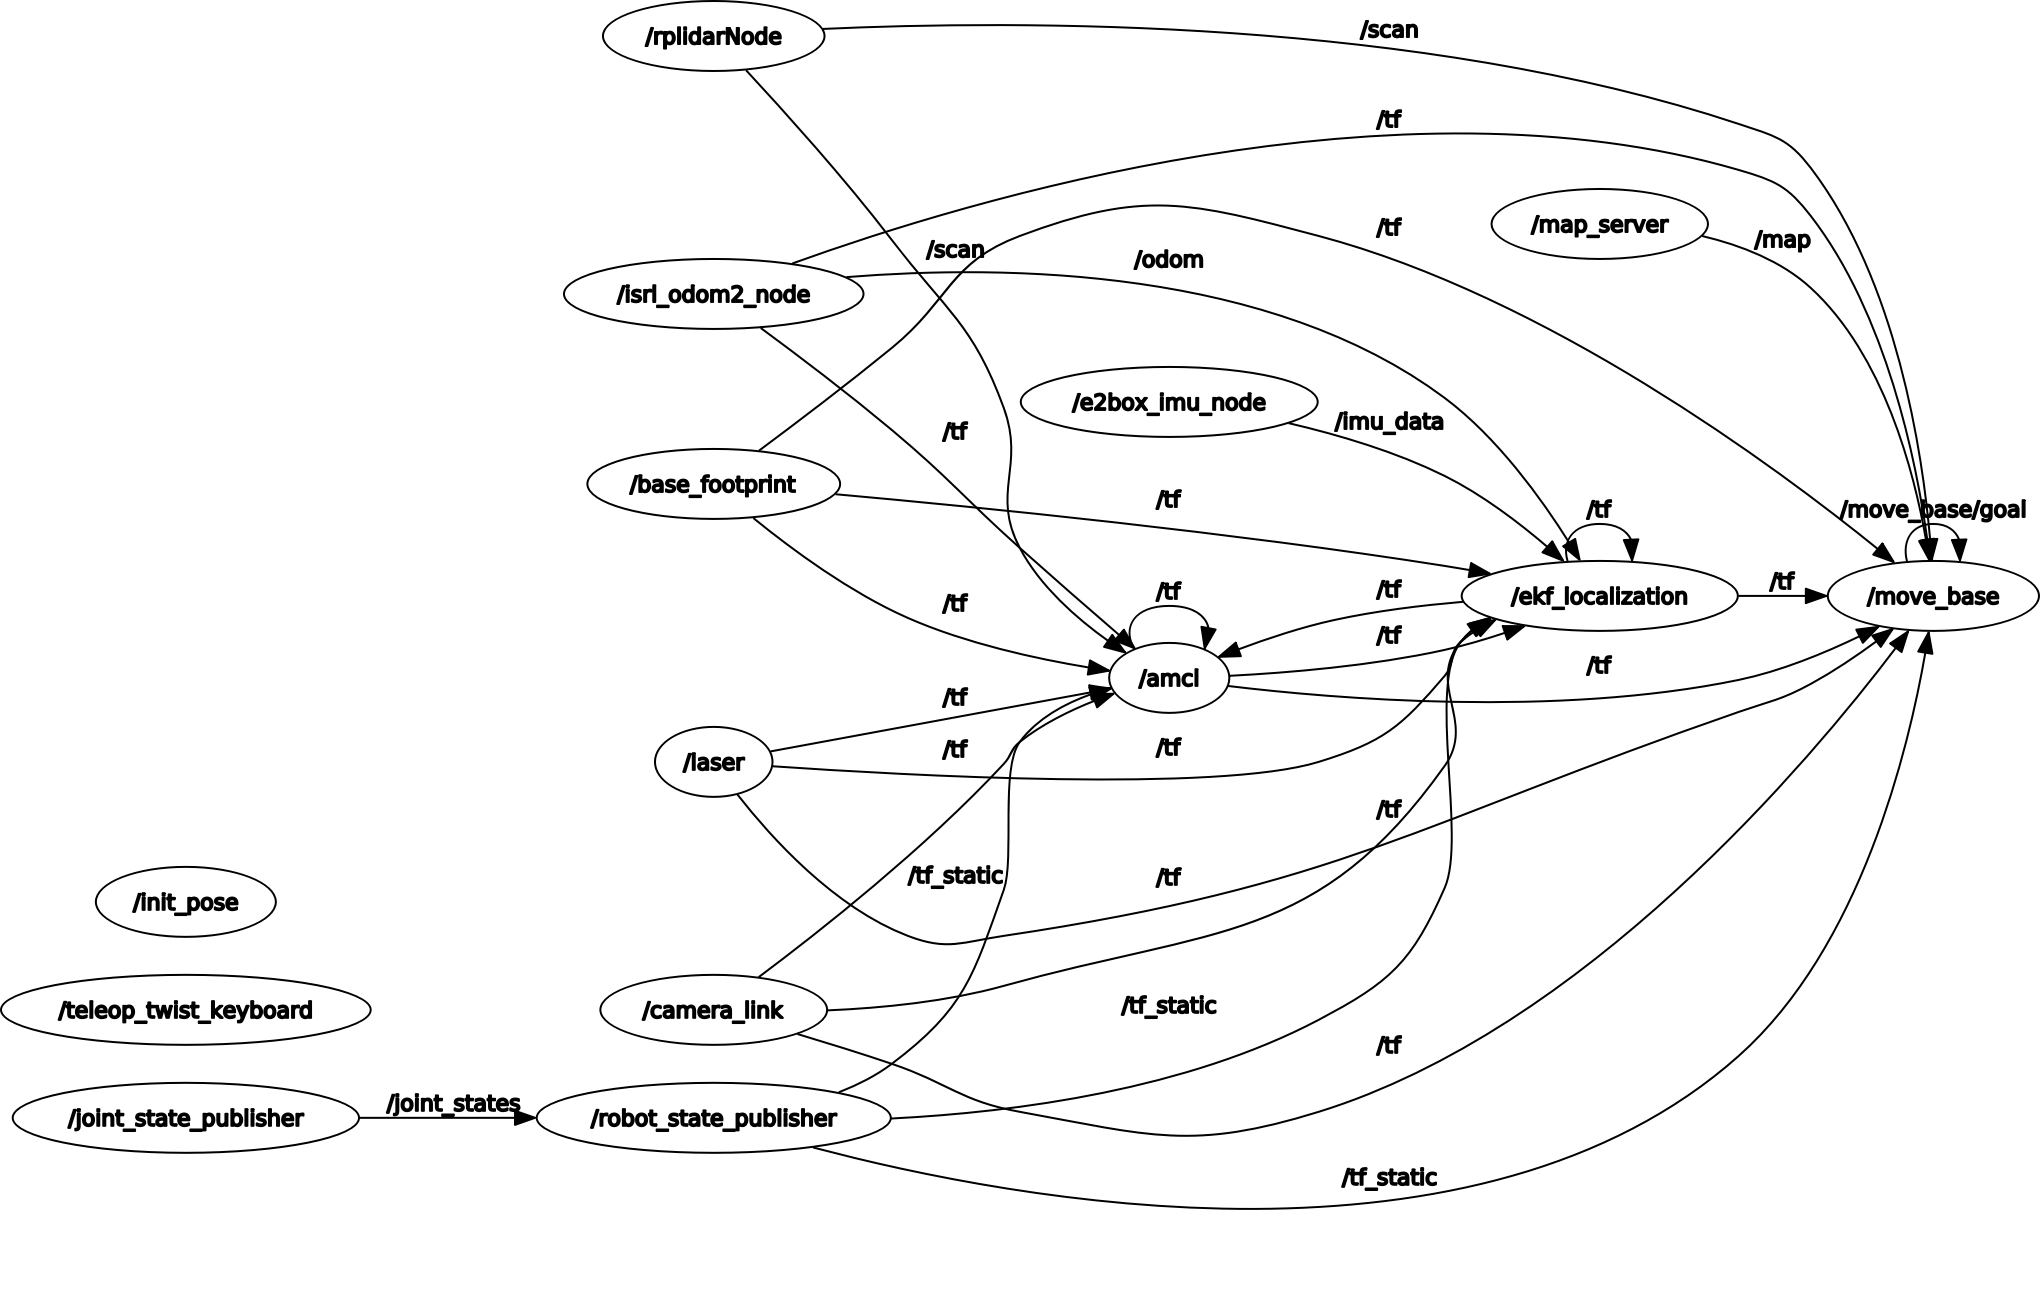 /rplidarNode
/scan
/tf
/map_server
/map
/tf
/scan
/odom
/isrl_odom2_node
/e2box_imu_node
/imu_data
/tf
/base_footprint
/tf
/tf
/move_base/goal
/tf
/tf
/tf
/tf
/ekf_localization
/move_base
/tf
/tf
/tf
/amcl
/tf
/tf
/tf
/laser
/tf
/tf_static
/tf
/init_pose
/tf_static
/teleop_twist_keyboard
/camera_link
/tf
/joint_states
/joint_state_publisher
/robot_state_publisher
/tf_static